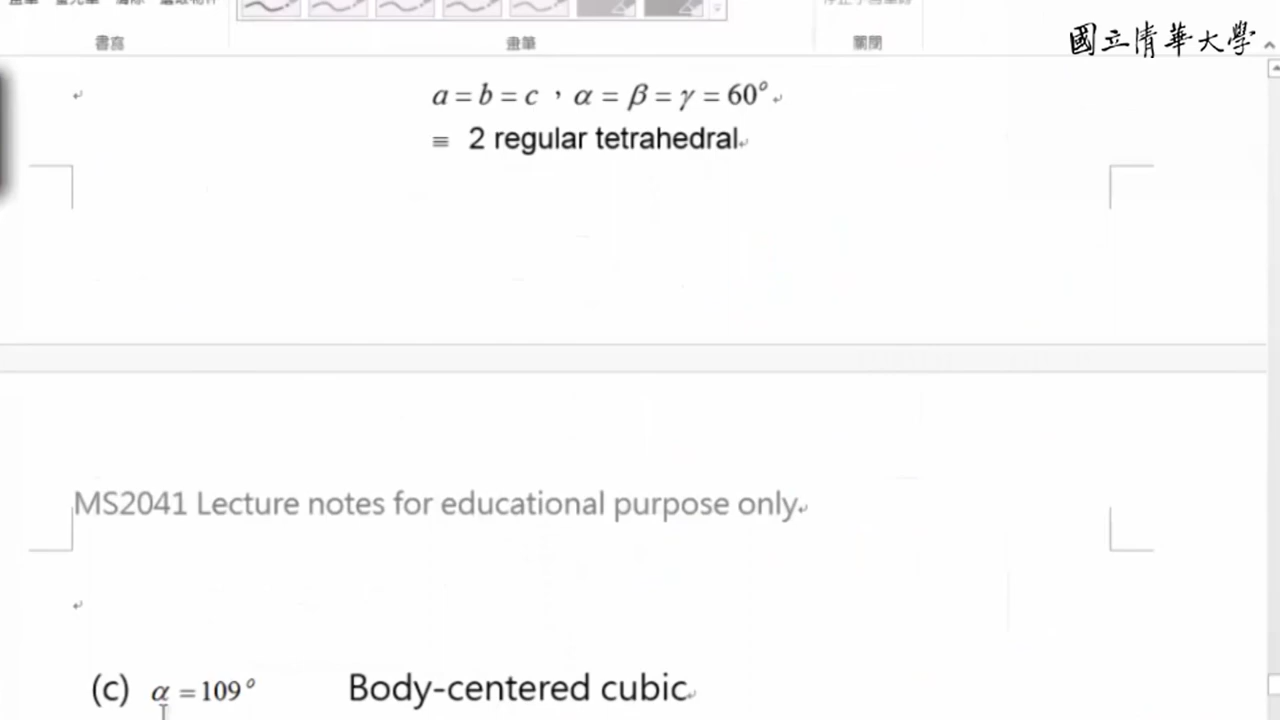 書寫
畫筆
關閉
國立清華大學
a = b = c , α = β = γ = 60°
≡ 2 regular tetrahedral
MS2041 Lecture notes for educational purpose only
(c) α = 109° Body-centered cubic